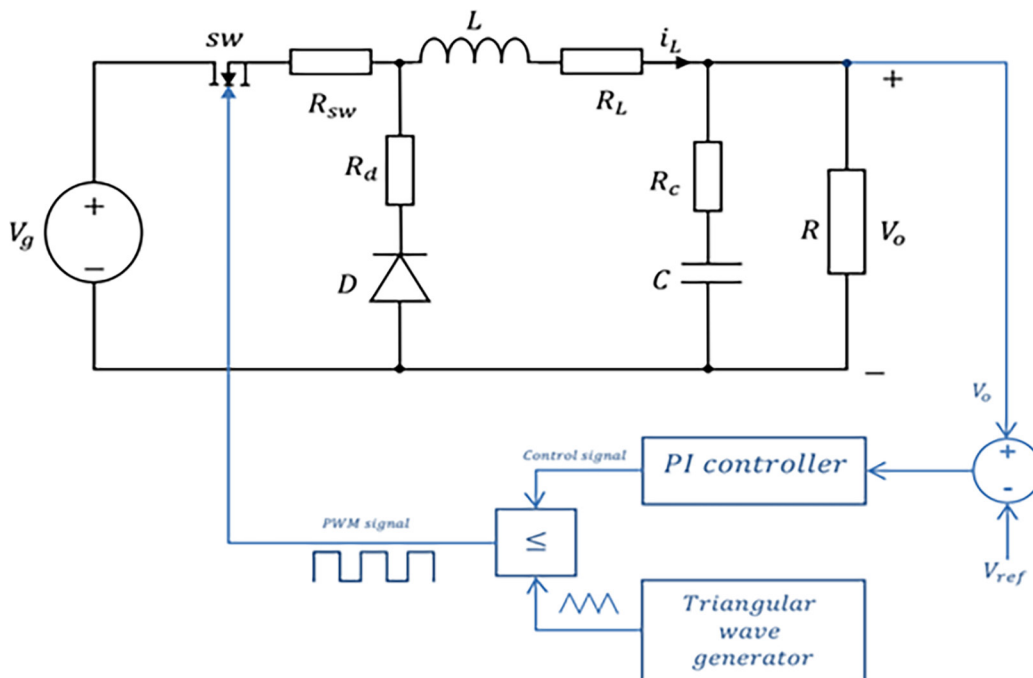 sw
L
i_L
R_sw
R_L
+
R_d
R_c
V_g
+
−
R
V_o
D
C
−
V_o
Control signal
PI controller
+
-
PWM signal
≤
V_ref
Triangular
wave
generator